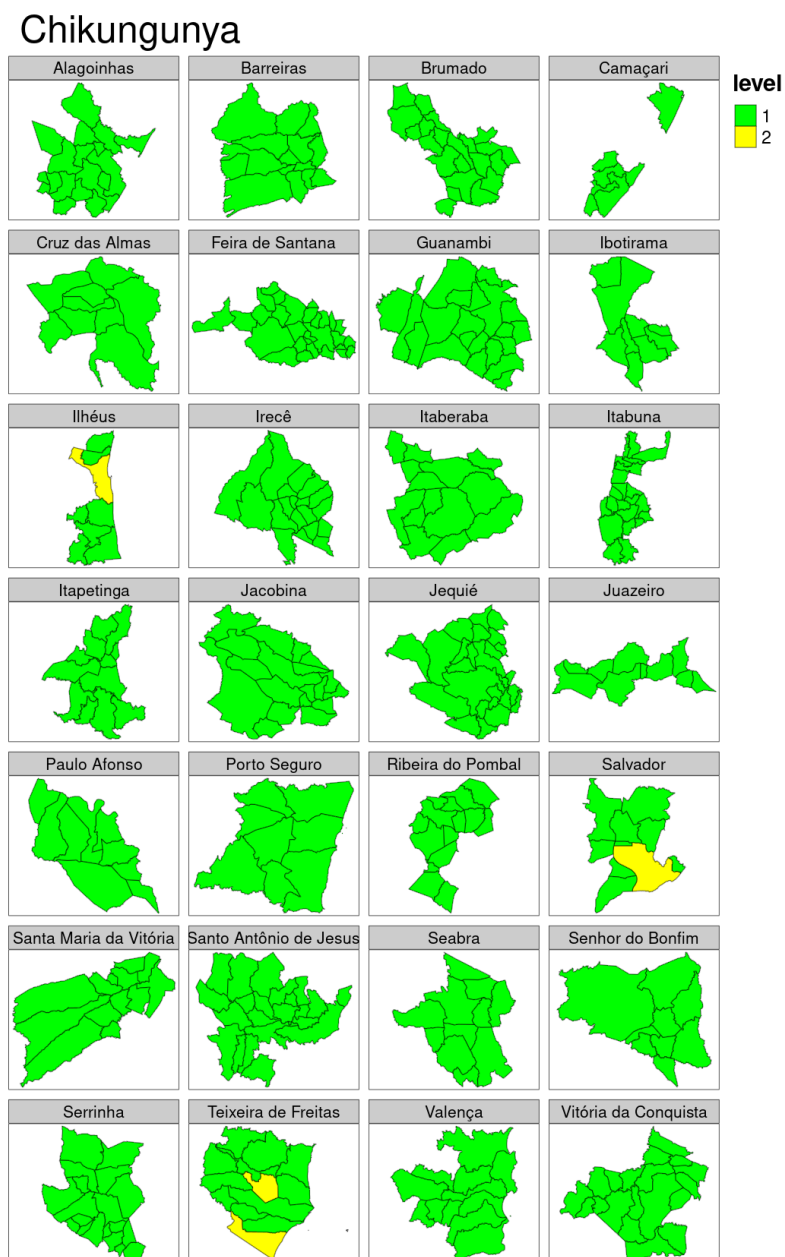 Chikungunya
Alagoinhas
Barreiras
Brumado
Camaçari
level
1
2
Cruz das Almas
Feira de Santana
Guanambi
Ibotirama
Ilhéus
Irecê
Itaberaba
Itabuna
Itapetinga
Jacobina
Jequié
Juazeiro
Paulo Afonso
Porto Seguro
Ribeira do Pombal
Salvador
Santa Maria da Vitória
Santo Antônio de Jesus
Seabra
Senhor do Bonfim
Serrinha
Teixeira de Freitas
Valença
Vitória da Conquista